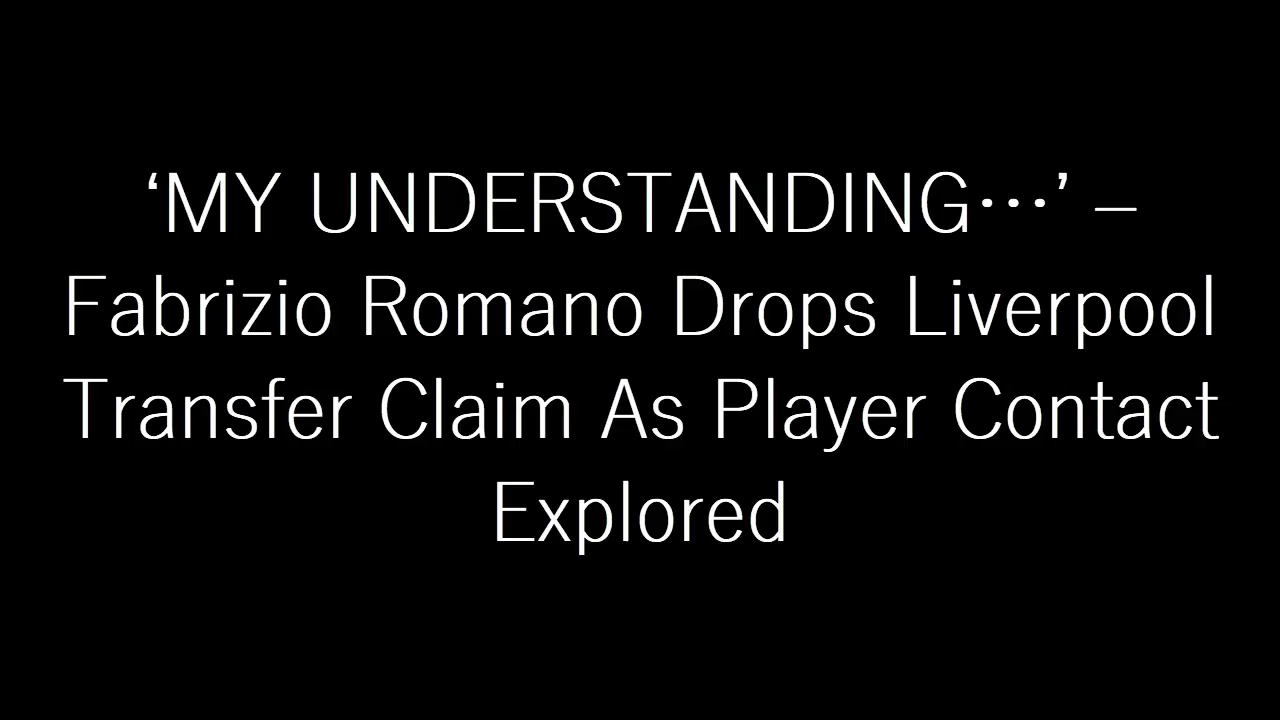 ‘MY UNDERSTANDING…’ –
Fabrizio Romano Drops Liverpool
Transfer Claim As Player Contact
Explored